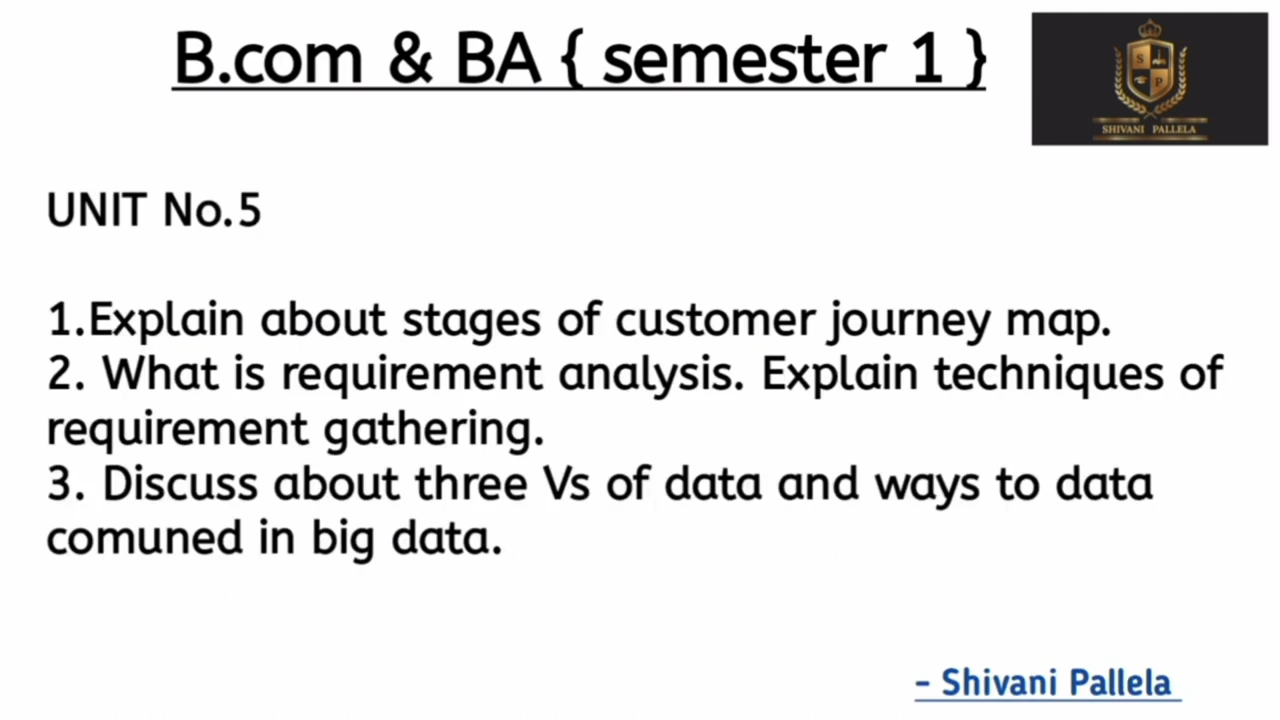 B.com & BA { semester 1 }
S
P
SHIVANI PALLELA
UNIT No.5
1.Explain about stages of customer journey map.
2. What is requirement analysis. Explain techniques of
requirement gathering.
3. Discuss about three Vs of data and ways to data
comuned in big data.
- Shivani Pallela